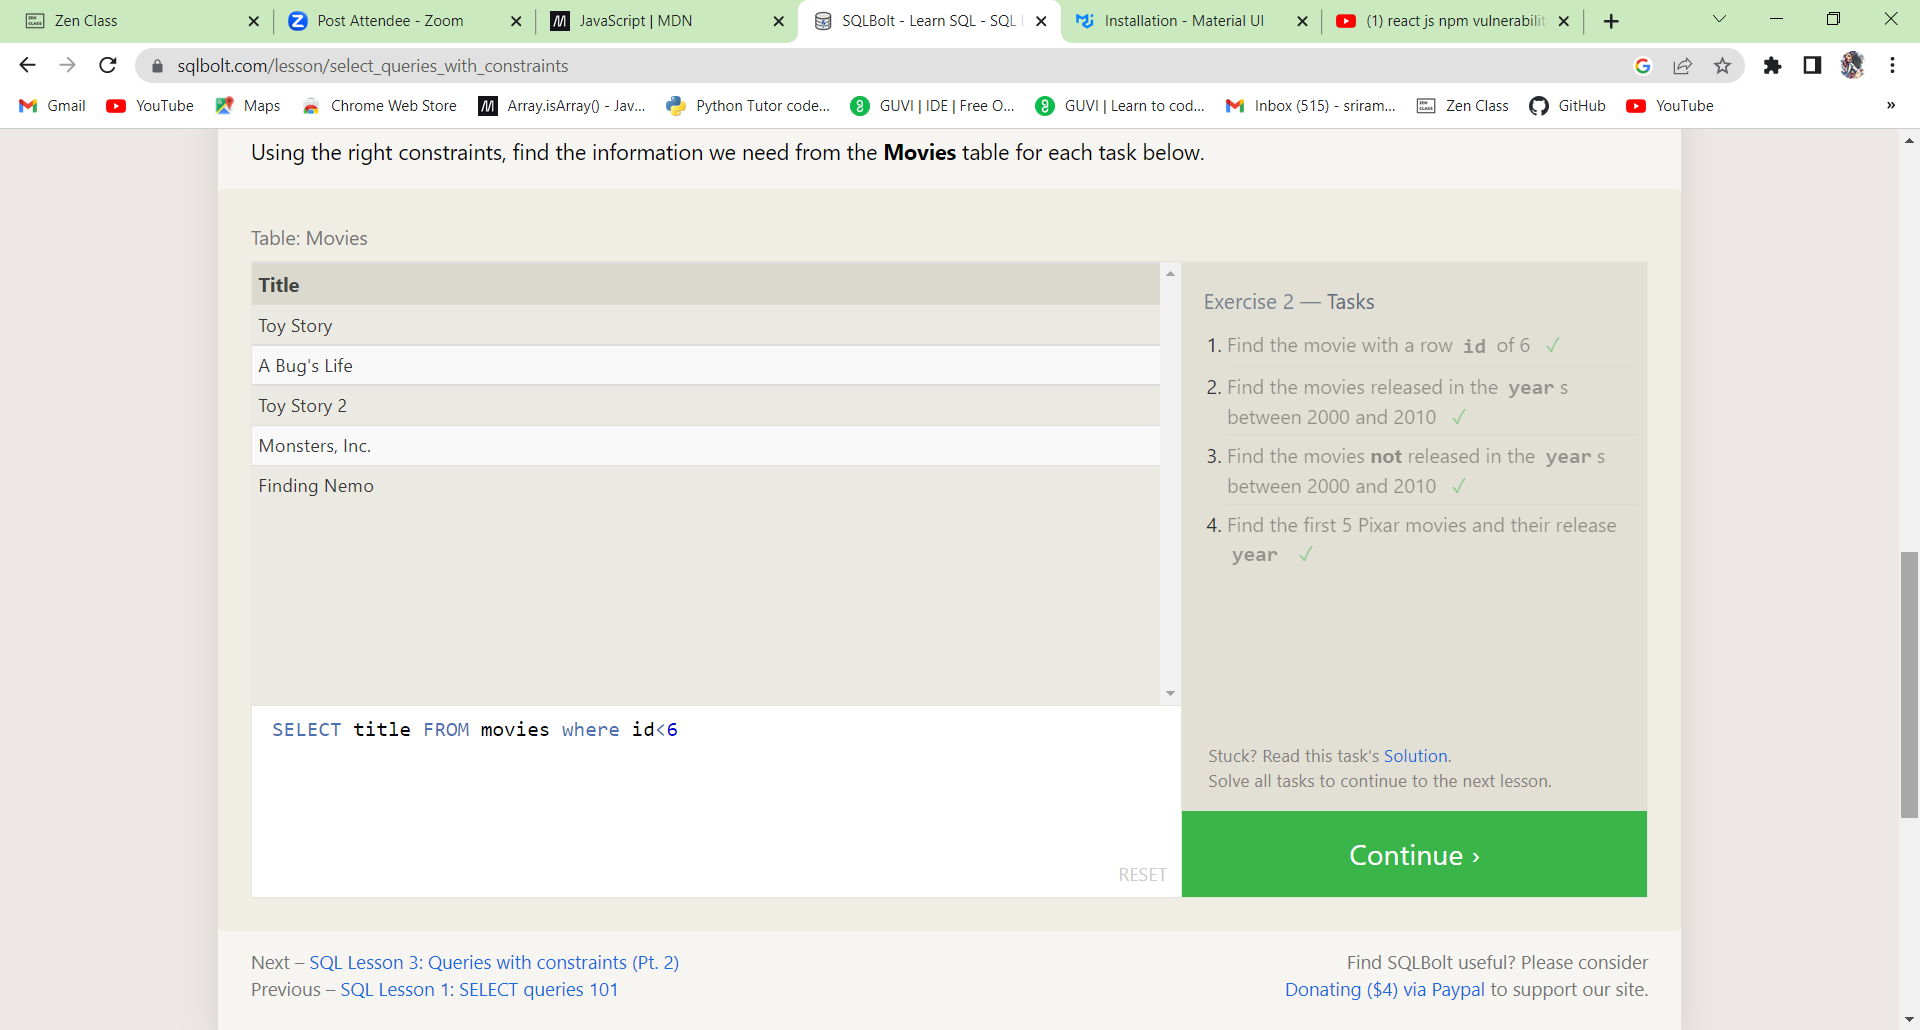 Zen Class
Post Attendee - Zoom
JavaScript | MDN
SQLBolt - Learn SQL - SQL
Installation - Material UI
(1) react js npm vulnerabilit
sqlbolt.com/lesson/select_queries_with_constraints
Gmail
YouTube
Maps
Chrome Web Store
Array.isArray() - Jav...
Python Tutor code...
GUVI | IDE | Free O...
GUVI | Learn to cod...
Inbox (515) - sriram...
Zen Class
GitHub
YouTube
»
Using the right constraints, find the information we need from the Movies table for each task below.
Table: Movies
Title
Toy Story
A Bug's Life
Toy Story 2
Monsters, Inc.
Finding Nemo
SELECT title FROM movies where id<6
RESET
Exercise 2 — Tasks
1. Find the movie with a row id of 6 ✓
2. Find the movies released in the year s
between 2000 and 2010 ✓
3. Find the movies not released in the year s
between 2000 and 2010 ✓
4. Find the first 5 Pixar movies and their release
year ✓
Stuck? Read this task's Solution.
Solve all tasks to continue to the next lesson.
Continue ›
Next – SQL Lesson 3: Queries with constraints (Pt. 2)
Previous – SQL Lesson 1: SELECT queries 101
Find SQLBolt useful? Please consider
Donating ($4) via Paypal to support our site.